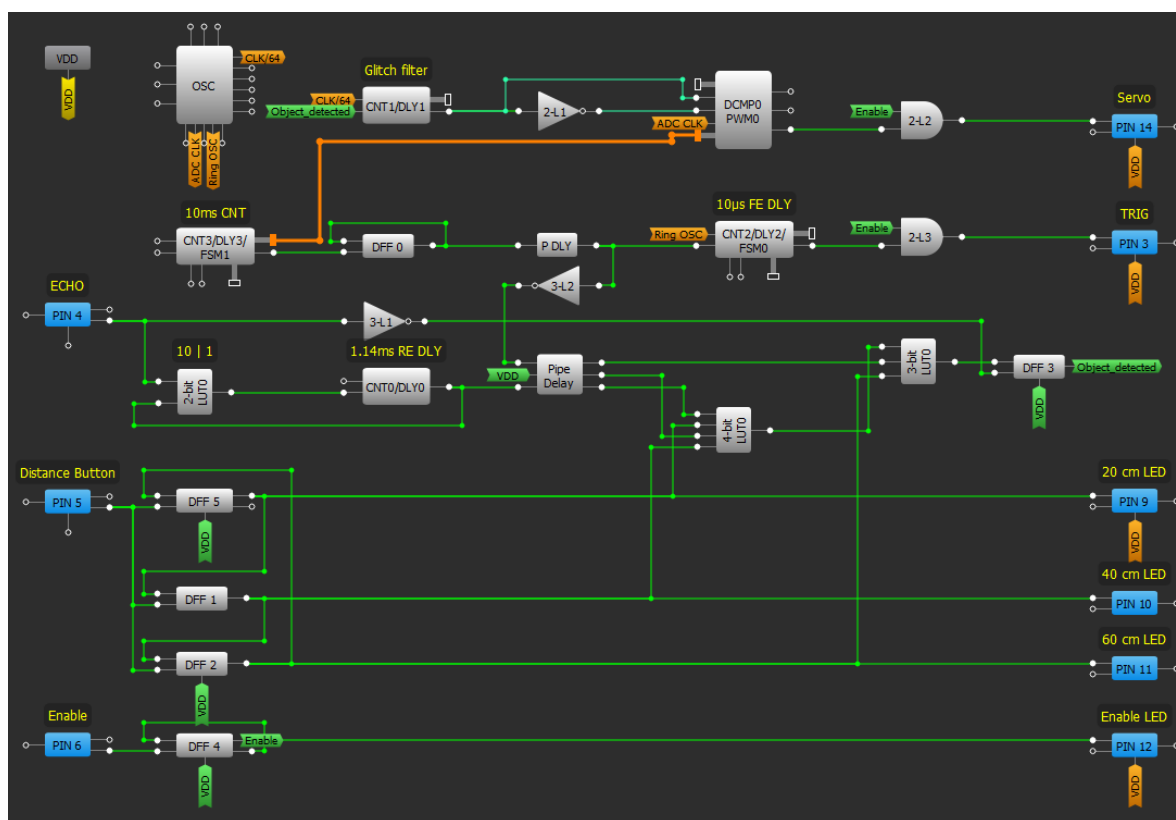 VDD
VDD
OSC
CLK/64
ADC CLK
Ring OSC
Glitch filter
CLK/64
Object_detected
CNT1/DLY1
2-L1
ADC CLK
DCMP0
PWM0
Enable
2-L2
Servo
PIN 14
VDD
10ms CNT
CNT3/DLY3/
FSM1
DFF 0
P DLY
Ring OSC
10µs FE DLY
CNT2/DLY2/
FSM0
Enable
2-L3
TRIG
PIN 3
VDD
3-L2
ECHO
PIN 4
3-L1
10 | 1
2-bit
LUT0
1.14ms RE DLY
CNT0/DLY0
VDD
Pipe
Delay
3-bit
LUT0
DFF 3
Object_detected
VDD
4-bit
LUT0
Distance Button
PIN 5
DFF 5
VDD
20 cm LED
PIN 9
VDD
DFF 1
40 cm LED
PIN 10
DFF 2
VDD
60 cm LED
PIN 11
Enable
PIN 6
DFF 4
Enable
VDD
Enable LED
PIN 12
VDD